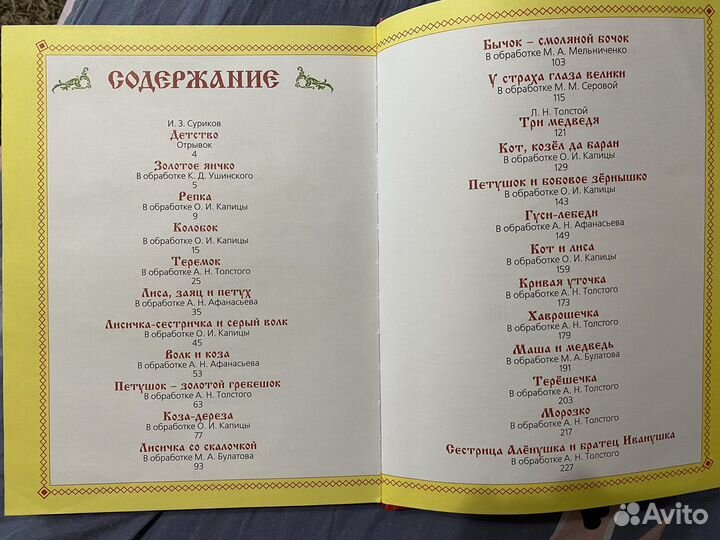 СОДЕРЖАНИЕ
И. З. Суриков
Детство
Отрывок
4
Золотое яичко
В обработке К. Д. Ушинского
5
Репка
В обработке О. И. Капицы
9
Колобок
В обработке О. И. Капицы
15
Теремок
В обработке А. Н. Толстого
25
Лиса, заяц и петух
В обработке А. Н. Афанасьева
35
Лисичка-сестричка и серый волк
В обработке О. И. Капицы
45
Волк и коза
В обработке А. Н. Афанасьева
53
Петушок – золотой гребешок
В обработке А. Н. Толстого
63
Коза-дереза
В обработке О. И. Капицы
77
Лисичка со скалочкой
В обработке М. А. Булатова
93
Бычок – смоляной бочок
В обработке М. А. Мельниченко
103
У страха глаза велики
В обработке М. М. Серовой
115
Л. Н. Толстой
Три медведя
121
Кот, козёл да баран
В обработке О. И. Капицы
129
Петушок и бобовое зёрнышко
В обработке О. И. Капицы
143
Гуси-лебеди
В обработке А. Н. Афанасьева
149
Кот и лиса
В обработке О. И. Капицы
159
Кривая уточка
В обработке А. Н. Толстого
173
Хаврошечка
В обработке А. Н. Толстого
179
Маша и медведь
В обработке М. А. Булатова
191
Терёшечка
В обработке А. Н. Толстого
203
Морозко
В обработке А. Н. Толстого
217
Сестрица Алёнушка и братец Иванушка
В обработке А. Н. Толстого
227
Avito